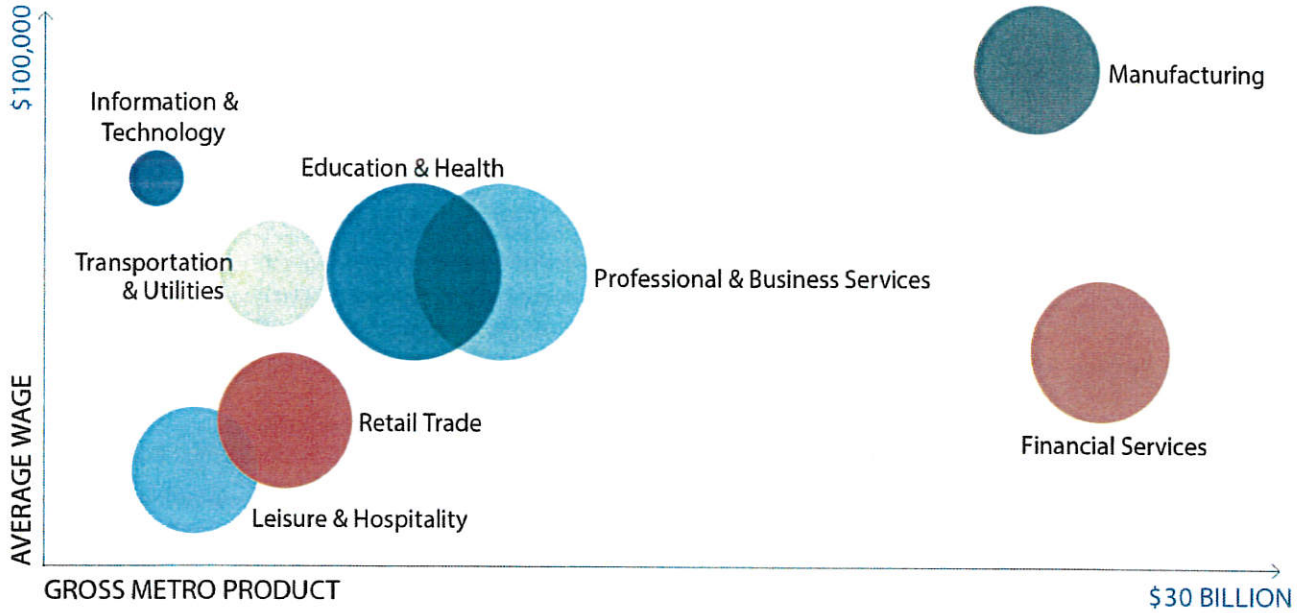 $100,000
Information &
Technology
Manufacturing
Education & Health
Transportation
& Utilities
Professional & Business Services
Retail Trade
Financial Services
Leisure & Hospitality
AVERAGE WAGE
GROSS METRO PRODUCT
$30 BILLION